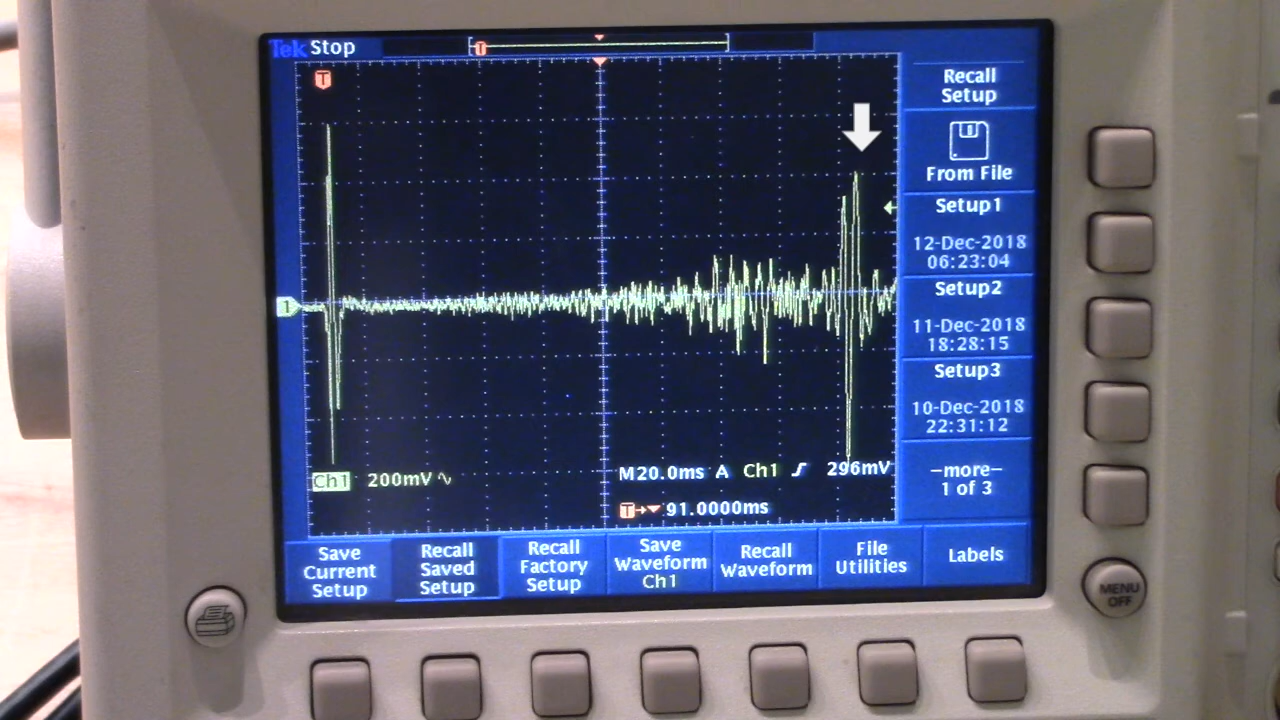 Tek Stop
T
T
1
Ch1 200mV
M20.0ms A Ch1 296mV
T 91.0000ms
Recall
Setup
From File
Setup1
12-Dec-2018
06:23:04
Setup2
11-Dec-2018
18:28:15
Setup3
10-Dec-2018
22:31:12
—more—
1 of 3
Save
Current
Setup
Recall
Saved
Setup
Recall
Factory
Setup
Save
Waveform
Ch1
Recall
Waveform
File
Utilities
Labels
MENU
OFF